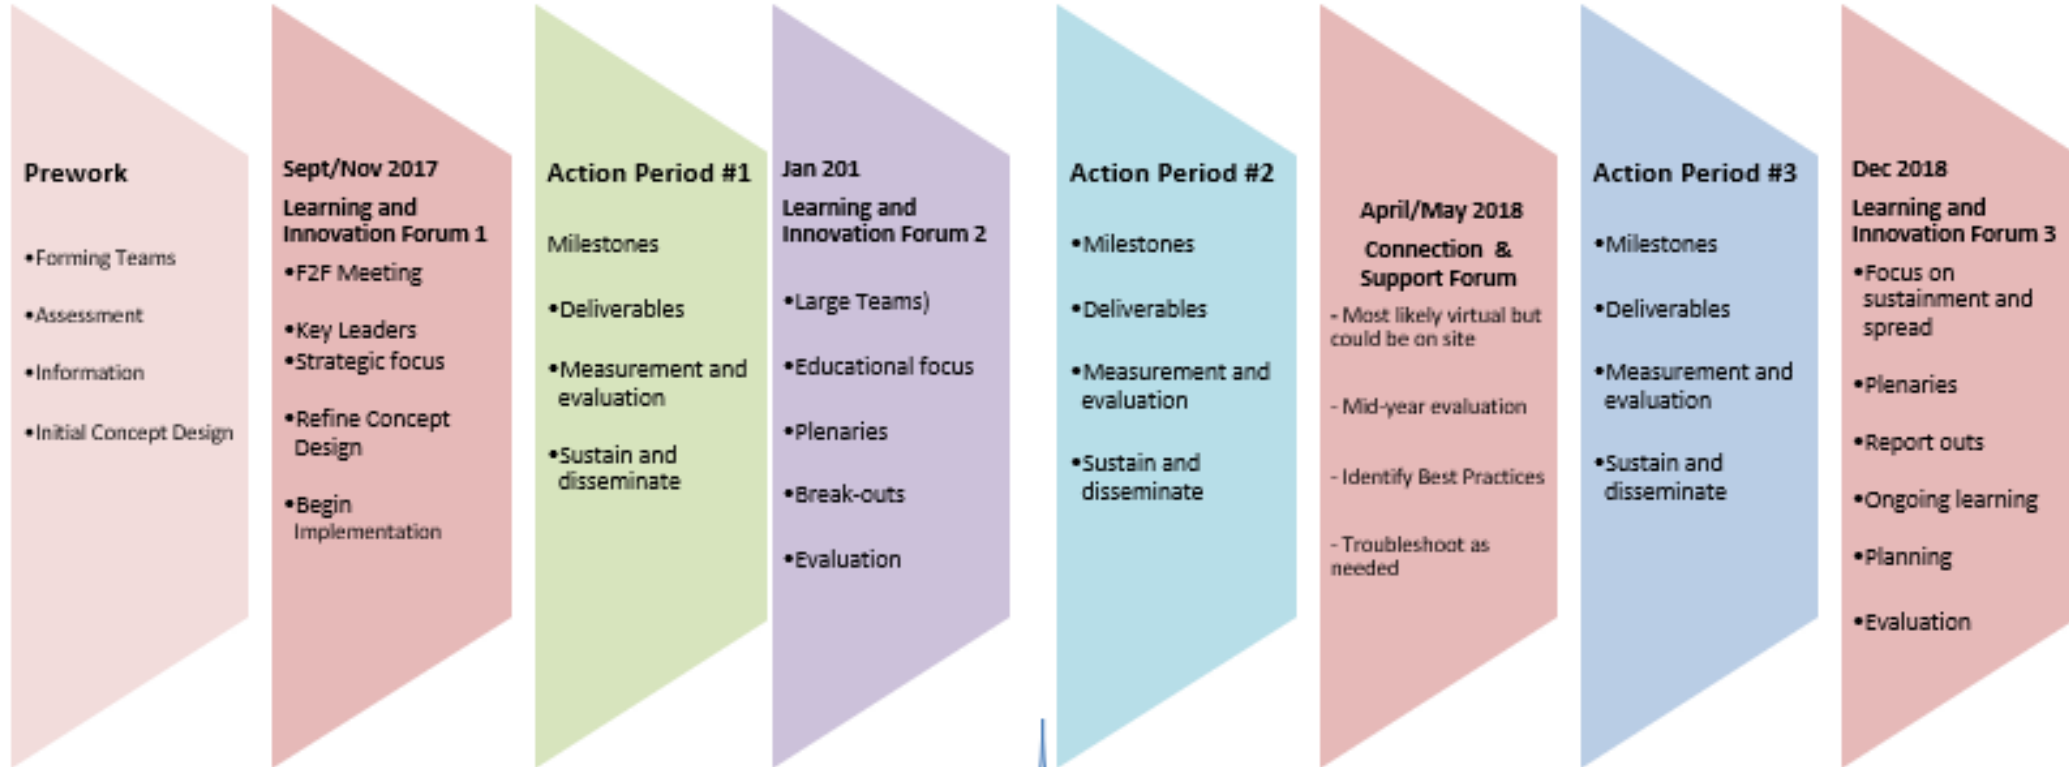 Prework
•Forming Teams
•Assessment
•Information
•Initial Concept Design
Sept/Nov 2017
Learning and
Innovation Forum 1
•F2F Meeting
•Key Leaders
•Strategic focus
•Refine Concept
Design
•Begin
Implementation
Action Period #1
Milestones
•Deliverables
•Measurement and
evaluation
•Sustain and
disseminate
Jan 201
Learning and
Innovation Forum 2
•Large Teams)
•Educational focus
•Plenaries
•Break-outs
•Evaluation
Action Period #2
•Milestones
•Deliverables
•Measurement and
evaluation
•Sustain and
disseminate
April/May 2018
Connection &
Support Forum
- Most likely virtual but
could be on site
- Mid-year evaluation
- Identify Best Practices
- Troubleshoot as
needed
Action Period #3
•Milestones
•Deliverables
•Measurement and
evaluation
•Sustain and
disseminate
Dec 2018
Learning and
Innovation Forum 3
•Focus on
sustainment and
spread
•Plenaries
•Report outs
•Ongoing learning
•Planning
•Evaluation